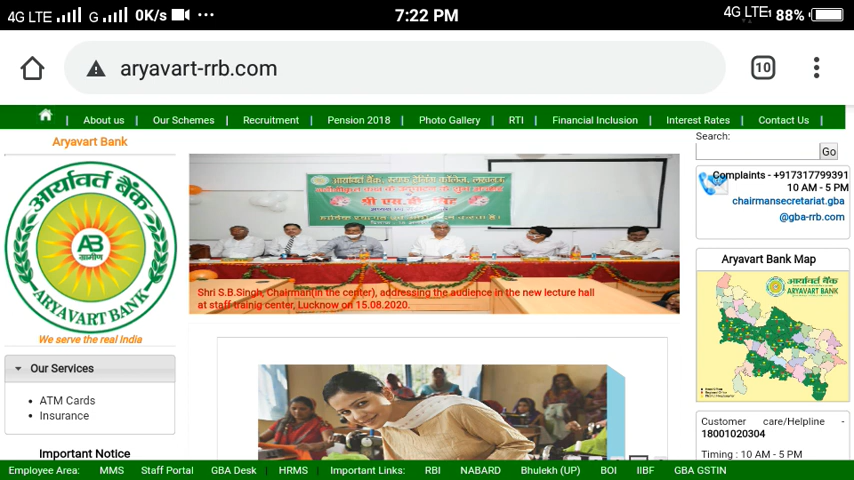 4G LTE G 0K/s ... 7:22 PM 4G LTE 88%
aryavart-rrb.com 10
| About us | Our Schemes | Recruitment | Pension 2018 | Photo Gallery | RTI | Financial Inclusion | Interest Rates | Contact Us |
Aryavart Bank
आर्यावर्त बैंक
AB
ग्रामीण
ARYAVART BANK
We serve the real India
Our Services
ATM Cards
Insurance
Important Notice
श्री एस.बी. सिंह
Shri S.B.Singh, Chairman(in the center), addressing the audience in the new lecture hall
at staff trainig center, Lucknow on 15.08.2020.
Search:
Go
Complaints - +917317799391
10 AM - 5 PM
chairmansecretariat.gba
@gba-rrb.com
Aryavart Bank Map
आर्यावर्त बैंक
ARYAVART BANK
Customer care/Helpline -
18001020304
Timing : 10 AM - 5 PM
Employee Area: MMS Staff Portal GBA Desk | HRMS | Important Links: RBI NABARD Bhulekh (UP) BOI IIBF GBA GSTIN